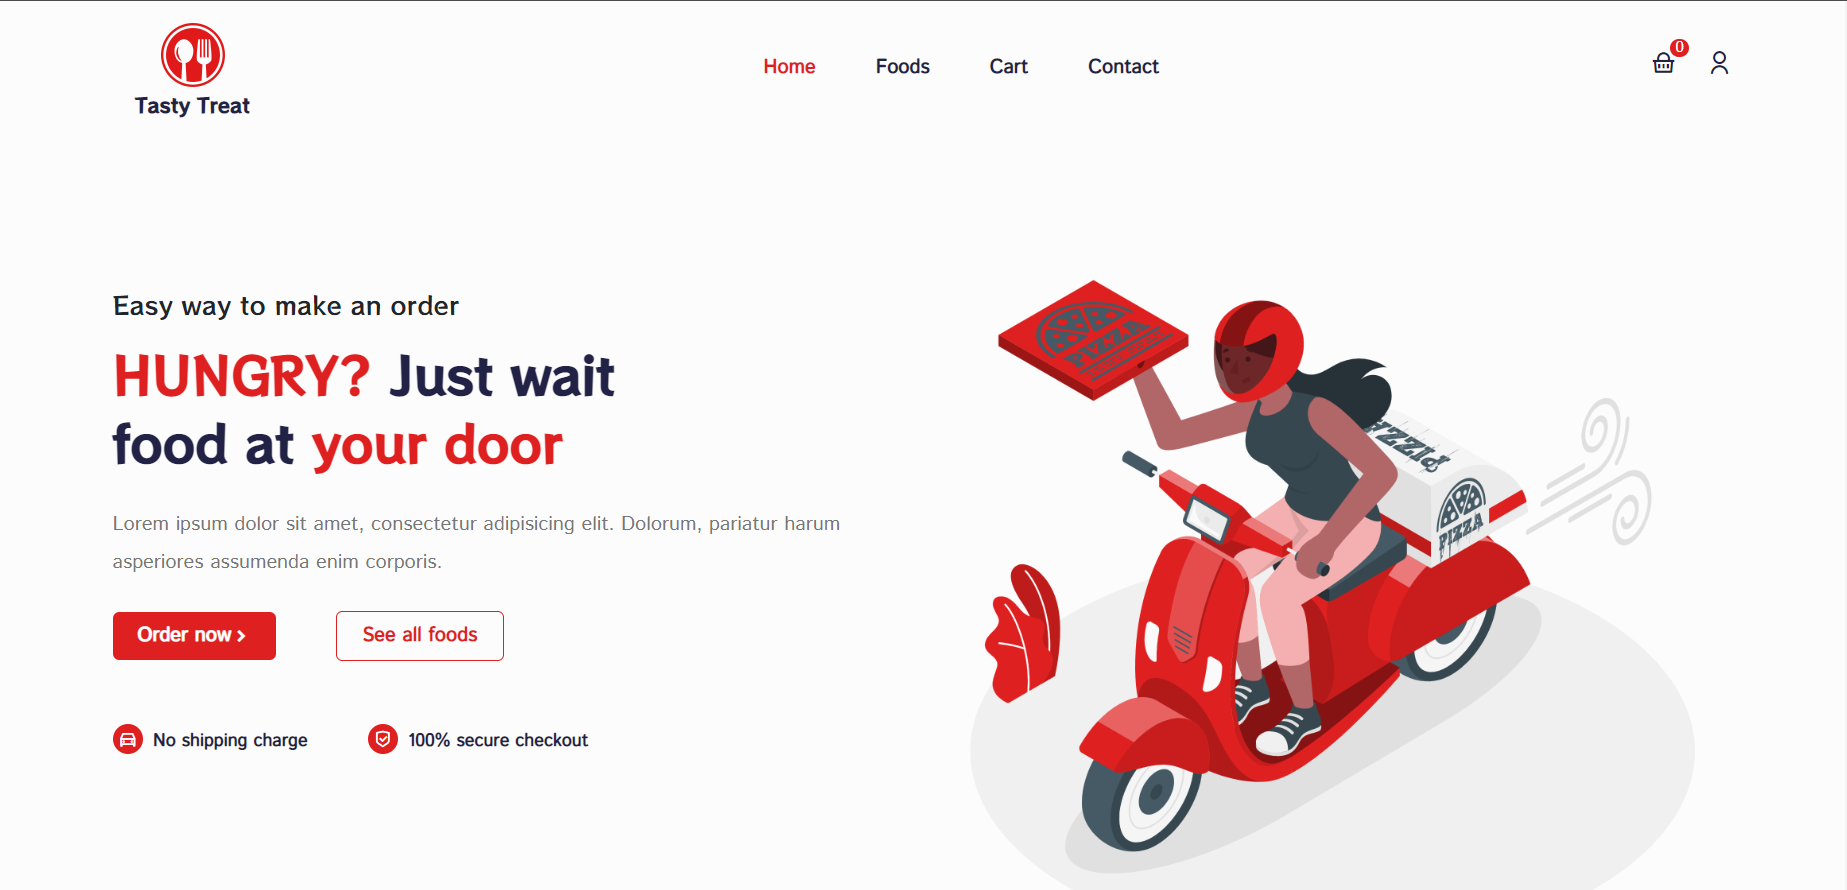 Tasty Treat
Home Foods Cart Contact
0
Easy way to make an order
HUNGRY? Just wait
food at your door
Lorem ipsum dolor sit amet, consectetur adipisicing elit. Dolorum, pariatur harum
asperiores assumenda enim corporis.
Order now
See all foods
No shipping charge
100% secure checkout
PIZZA
PIZZA
PIZZA